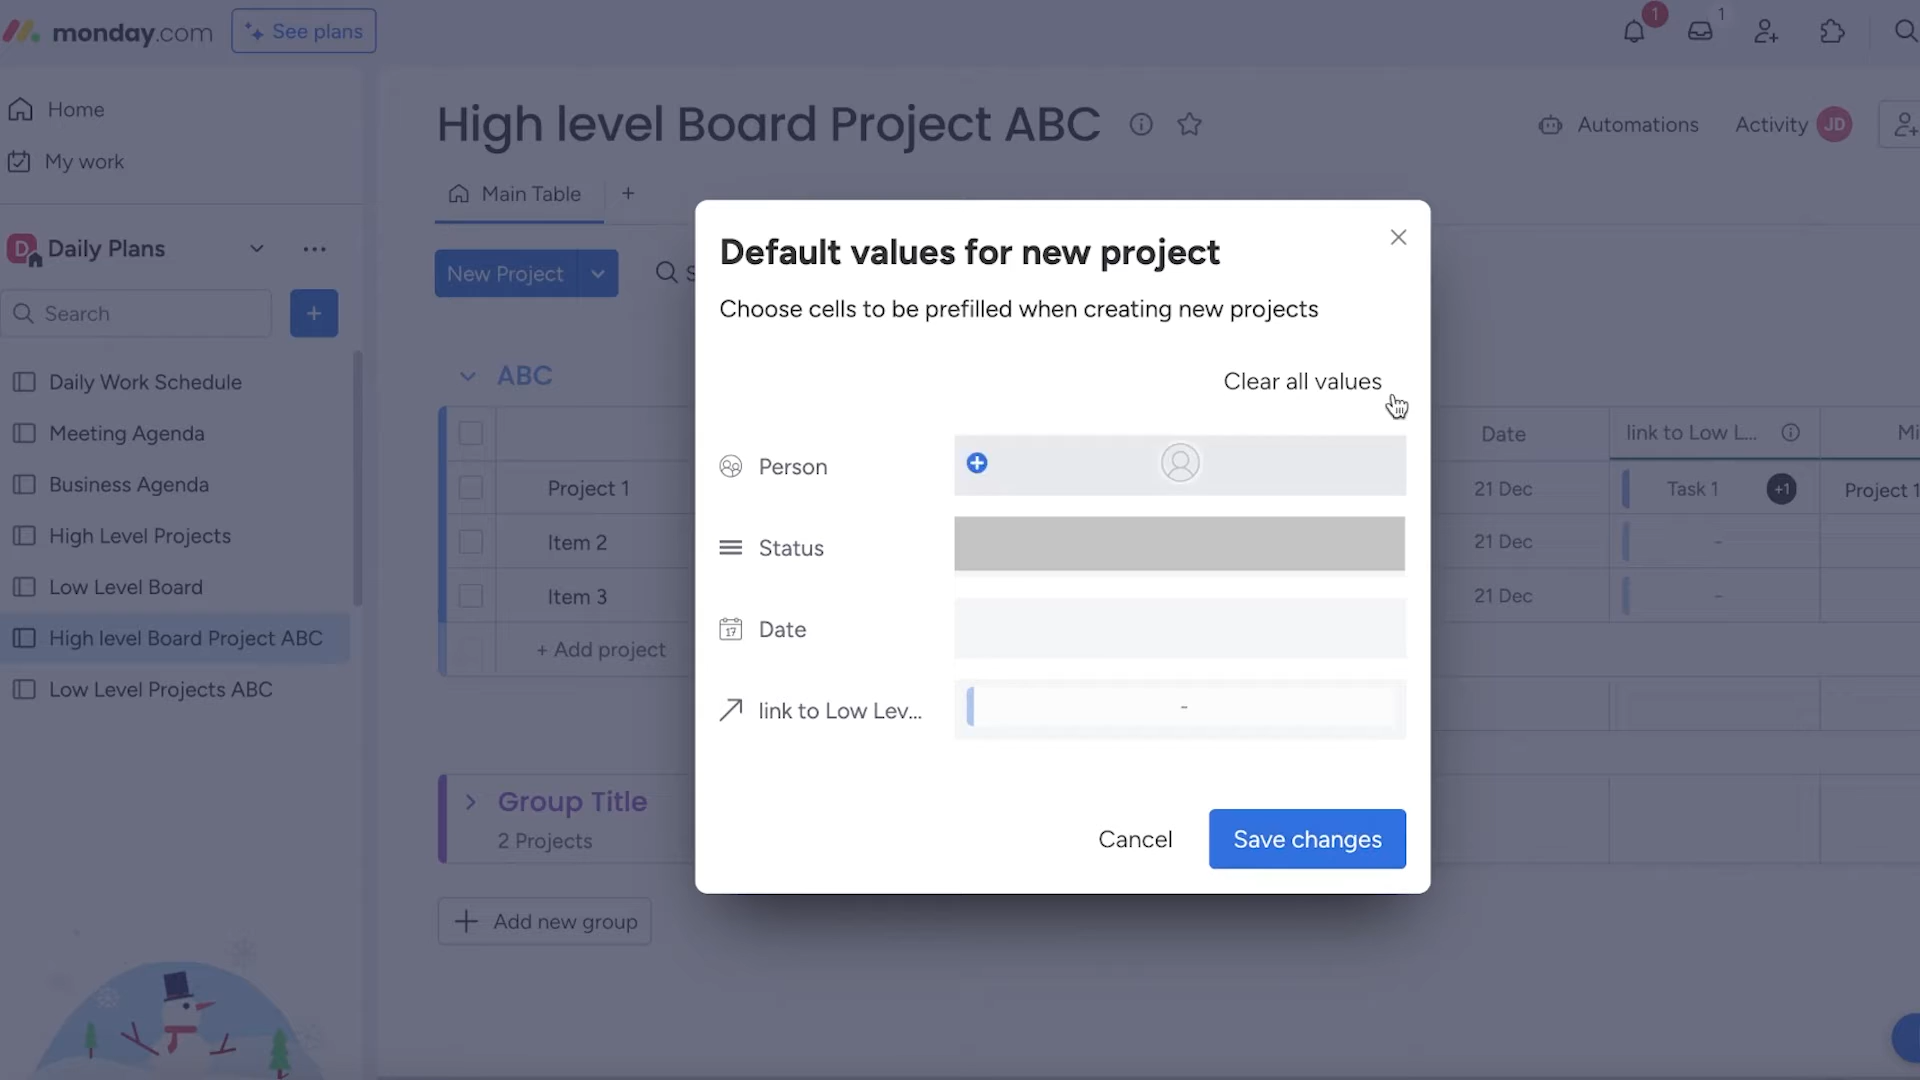 monday.com
See plans
1
1
Home
My work
D
Daily Plans
Search
Daily Work Schedule
Meeting Agenda
Business Agenda
High Level Projects
Low Level Board
High level Board Project ABC
Low Level Projects ABC
High level Board Project ABC
Automations
Activity
JD
Main Table
New Project
S
ABC
Date
link to Low L...
Mi
Project 1
21 Dec
Task 1
+1
Project 1
Item 2
21 Dec
-
Item 3
21 Dec
-
+ Add project
Group Title
2 Projects
Add new group
Default values for new project
Choose cells to be prefilled when creating new projects
Clear all values
Person
Status
17
Date
link to Low Lev...
-
Cancel
Save changes